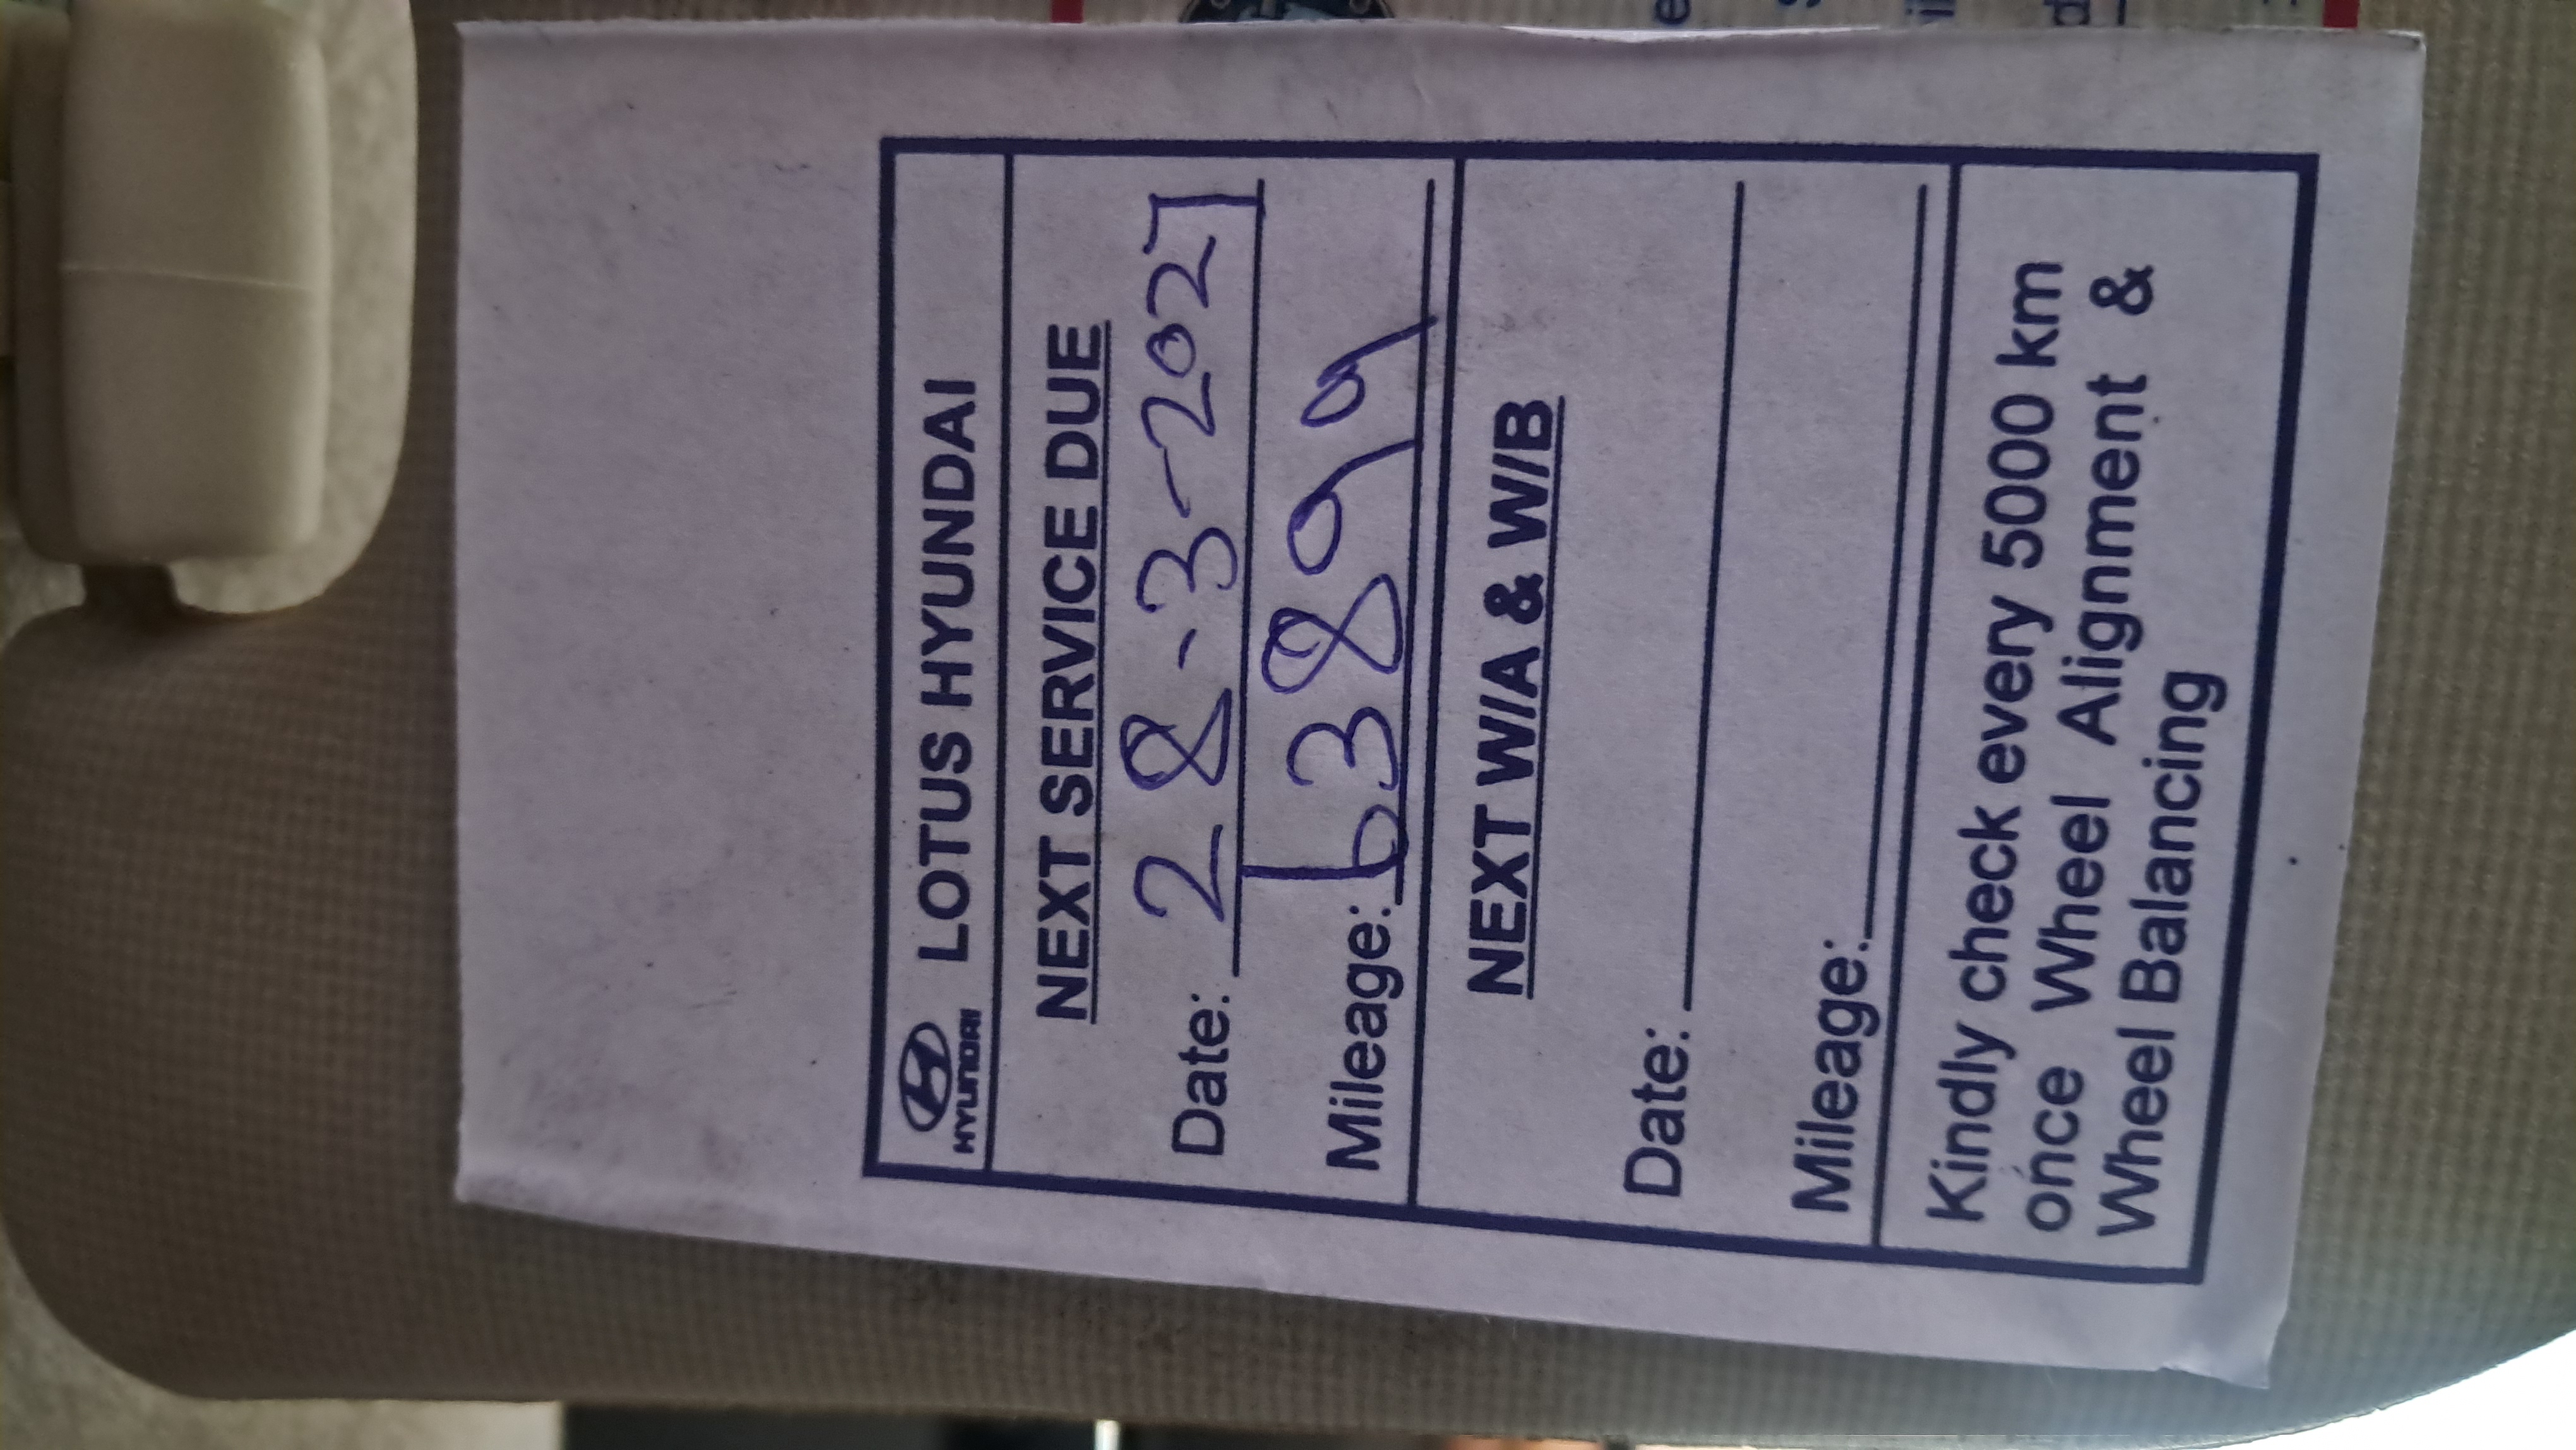 HYUNDAI LOTUS HYUNDAI
NEXT SERVICE DUE
Date: 28-3-2027
Mileage: 63899
NEXT W/A & W/B
Date:
Mileage:
Kindly check every 5000 km
once Wheel Alignment &
Wheel Balancing